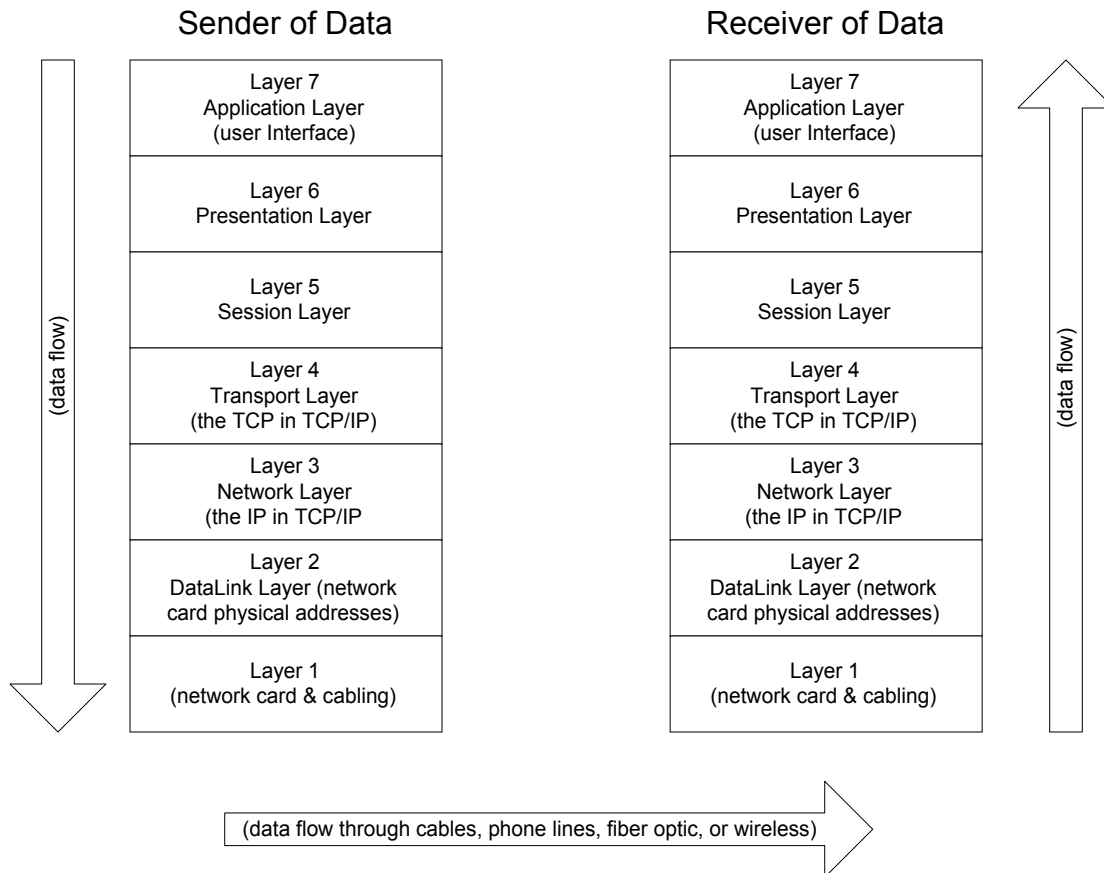 Sender of Data
Receiver of Data
(data flow)
Layer 7
Application Layer
(user Interface)
Layer 6
Presentation Layer
Layer 5
Session Layer
Layer 4
Transport Layer
(the TCP in TCP/IP)
Layer 3
Network Layer
(the IP in TCP/IP
Layer 2
DataLink Layer (network
card physical addresses)
Layer 1
(network card & cabling)
Layer 7
Application Layer
(user Interface)
Layer 6
Presentation Layer
Layer 5
Session Layer
Layer 4
Transport Layer
(the TCP in TCP/IP)
Layer 3
Network Layer
(the IP in TCP/IP
Layer 2
DataLink Layer (network
card physical addresses)
Layer 1
(network card & cabling)
(data flow)
(data flow through cables, phone lines, fiber optic, or wireless)